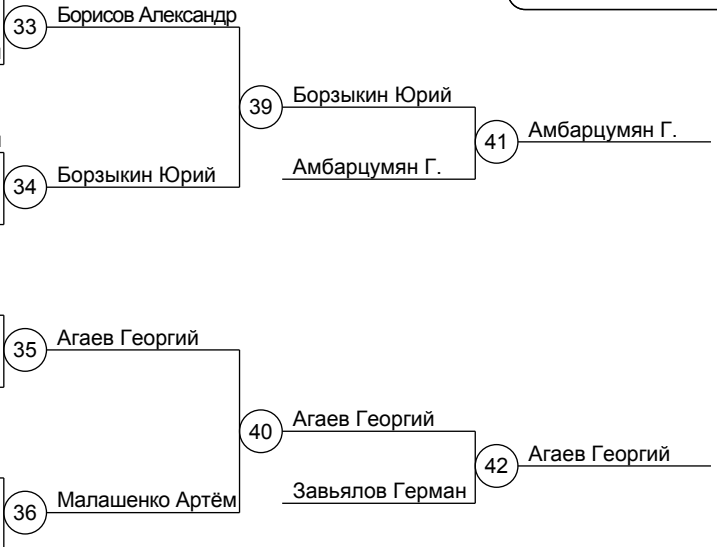 33
Борисов Александр
39
Борзыкин Юрий
41
Амбарцумян Г.
Амбарцумян Г.
34
Борзыкин Юрий
35
Агаев Георгий
40
Агаев Георгий
42
Агаев Георгий
Завьялов Герман
36
Малашенко Артём